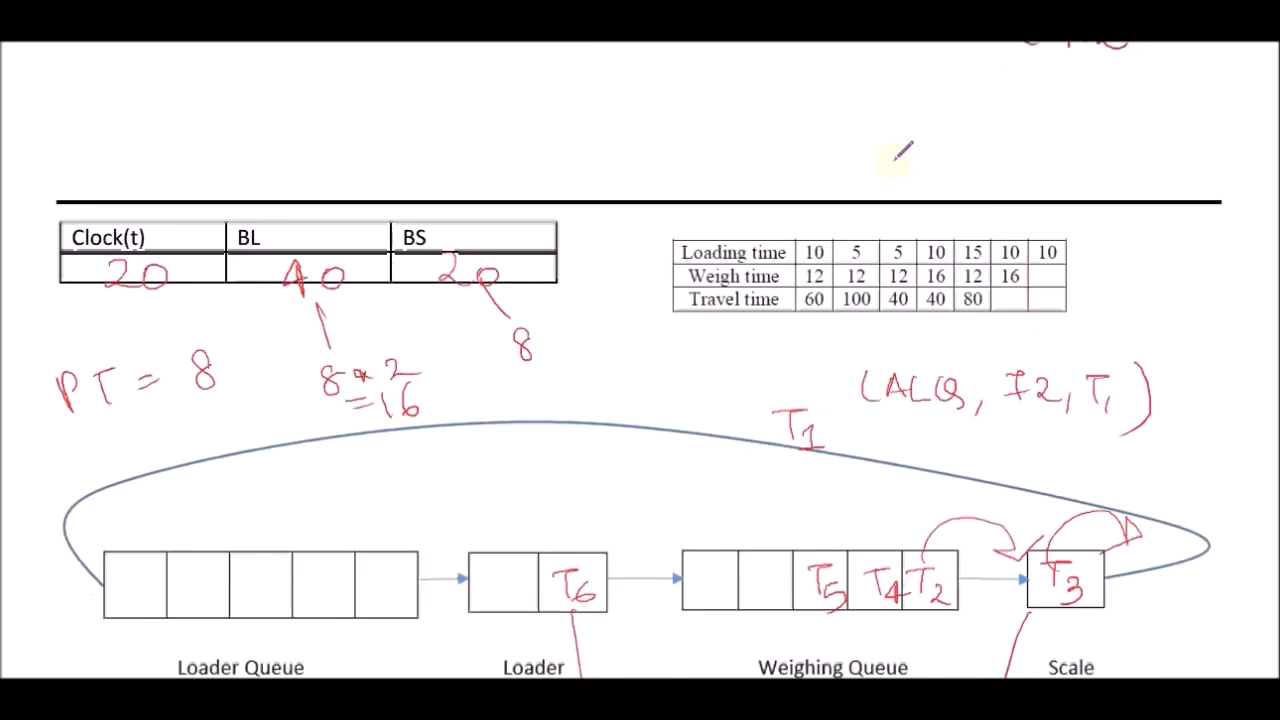 Clock(t) BL BS
20 40 20
8
PT = 8
8*2
=16
Loading time 10 5 5 10 15 10 10
Weigh time 12 12 12 16 12 16
Travel time 60 100 40 40 80
(ALQ, 72, T1)
T1
T6 T5 T4 T2 T3
Loader Queue Loader Weighing Queue Scale